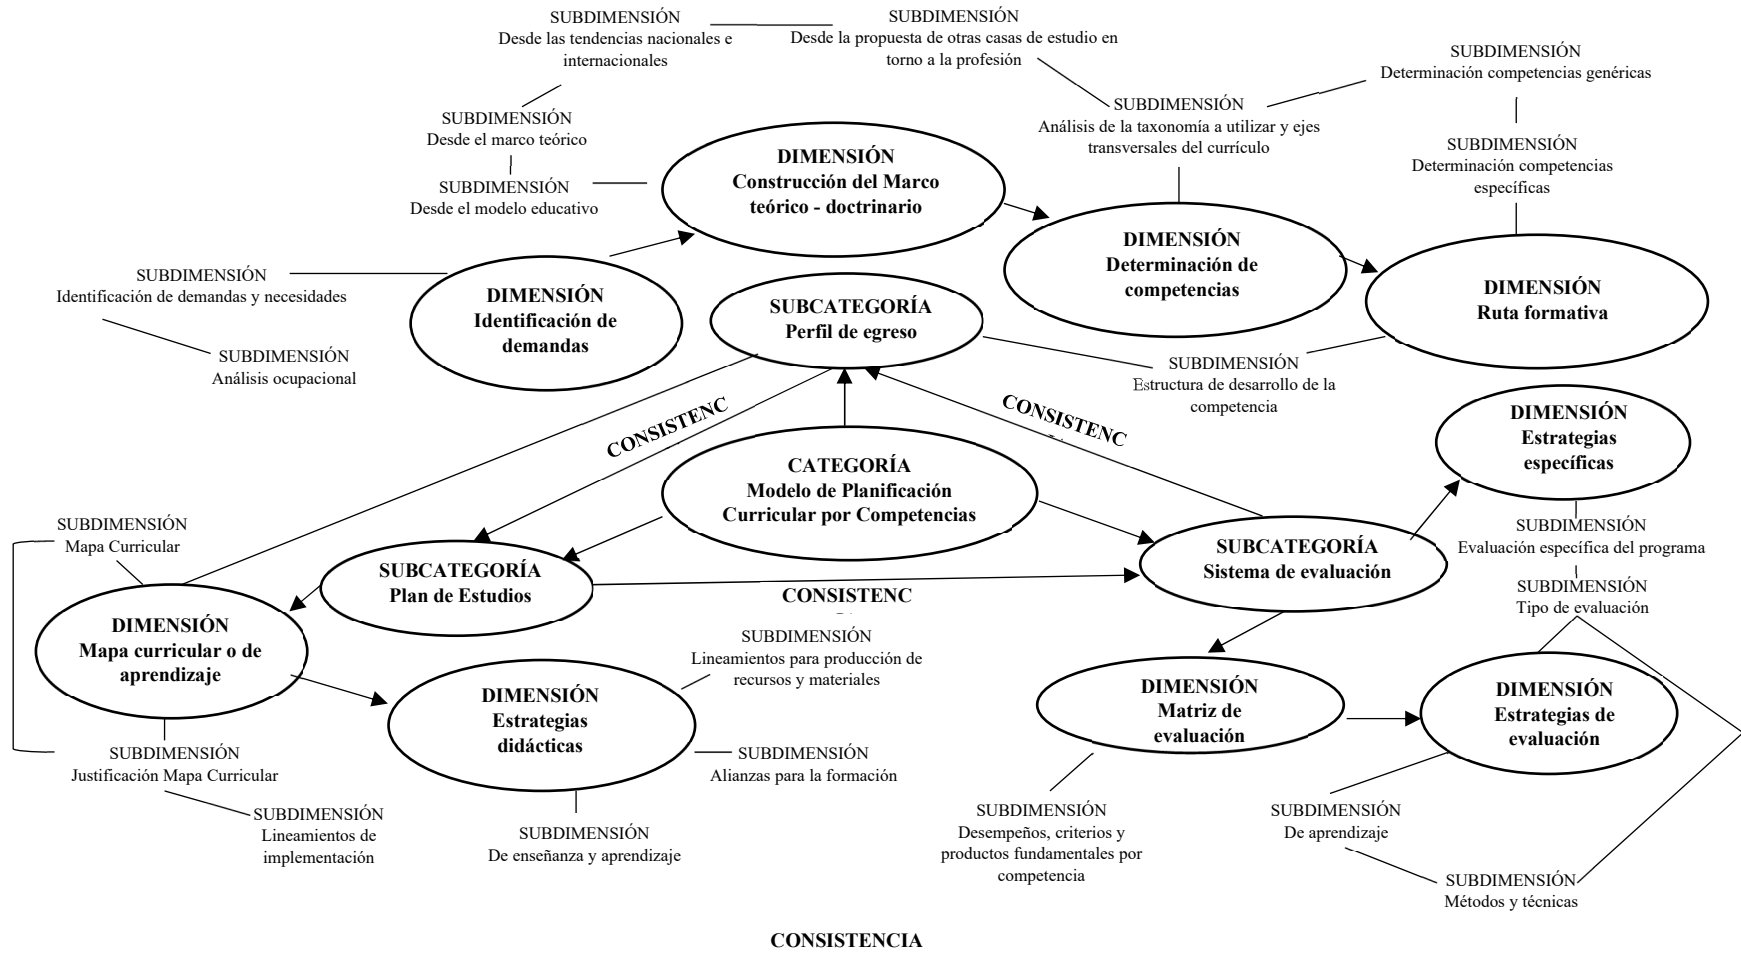 SUBDIMENSIÓN
Desde las tendencias nacionales e
internacionales
SUBDIMENSIÓN
Desde la propuesta de otras casas de estudio en
torno a la profesión
SUBDIMENSIÓN
Determinación competencias genéricas
SUBDIMENSIÓN
Desde el marco teórico
SUBDIMENSIÓN
Análisis de la taxonomía a utilizar y ejes
transversales del currículo
SUBDIMENSIÓN
Determinación competencias
específicas
SUBDIMENSIÓN
Desde el modelo educativo
DIMENSIÓN
Construcción del Marco
teórico - doctrinario
DIMENSIÓN
Determinación de
competencias
DIMENSIÓN
Ruta formativa
SUBDIMENSIÓN
Identificación de demandas y necesidades
DIMENSIÓN
Identificación de
demandas
SUBCATEGORÍA
Perfil de egreso
SUBDIMENSIÓN
Análisis ocupacional
SUBDIMENSIÓN
Estructura de desarrollo de la
competencia
CONSISTENC
CONSISTENC
DIMENSIÓN
Estrategias
específicas
CATEGORÍA
Modelo de Planificación
Curricular por Competencias
SUBDIMENSIÓN
Mapa Curricular
SUBCATEGORÍA
Plan de Estudios
SUBCATEGORÍA
Sistema de evaluación
SUBDIMENSIÓN
Evaluación específica del programa
SUBDIMENSIÓN
Tipo de evaluación
CONSISTENC
DIMENSIÓN
Mapa curricular o de
aprendizaje
SUBDIMENSIÓN
Lineamientos para producción de
recursos y materiales
DIMENSIÓN
Estrategias
didácticas
DIMENSIÓN
Matriz de
evaluación
DIMENSIÓN
Estrategias de
evaluación
SUBDIMENSIÓN
Justificación Mapa Curricular
SUBDIMENSIÓN
Alianzas para la formación
SUBDIMENSIÓN
Lineamientos de
implementación
SUBDIMENSIÓN
De enseñanza y aprendizaje
SUBDIMENSIÓN
Desempeños, criterios y
productos fundamentales por
competencia
SUBDIMENSIÓN
De aprendizaje
SUBDIMENSIÓN
Métodos y técnicas
CONSISTENCIA